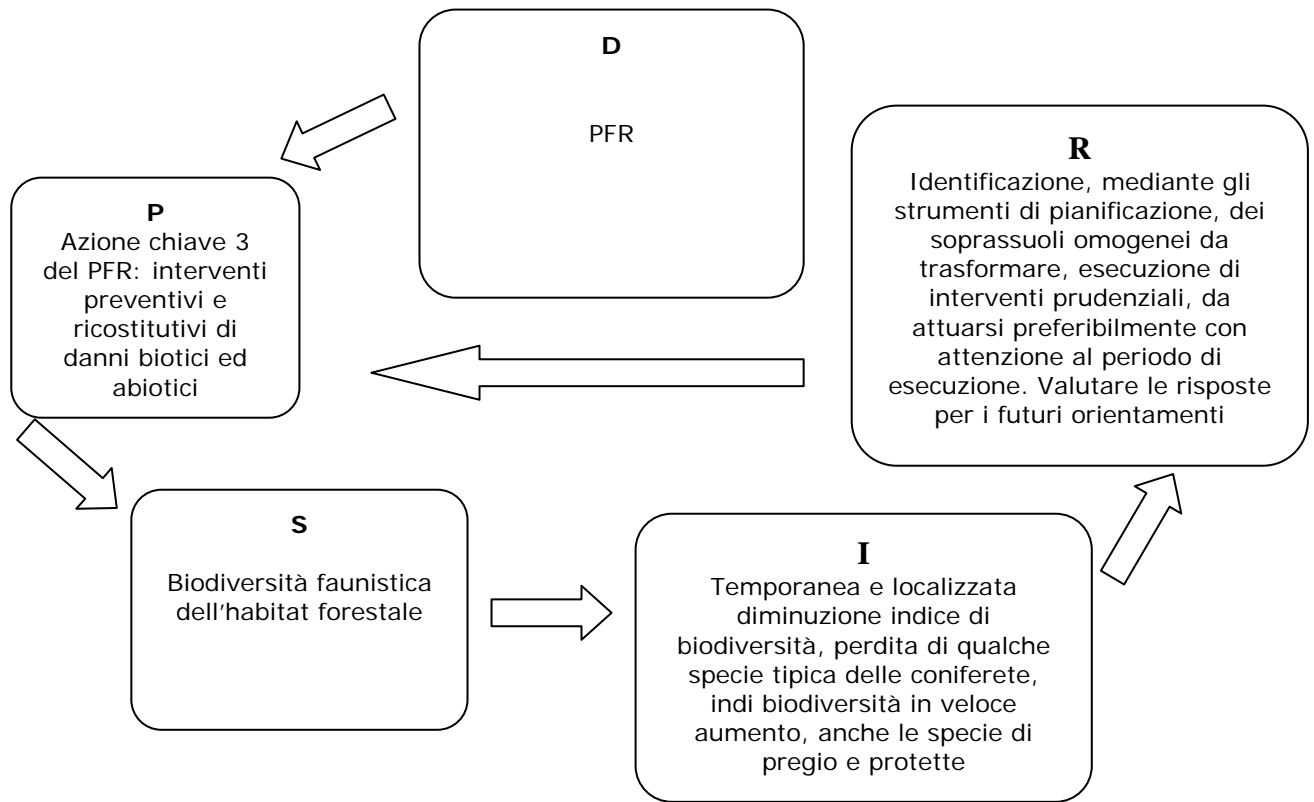 D
PFR
P
Azione chiave 3
del PFR: interventi
preventivi e
ricostitutivi di
danni biotici ed
abiotici
S
Biodiversità faunistica
dell'habitat forestale
I
Temporanea e localizzata
diminuzione indice di
biodiversità, perdita di qualche
specie tipica delle coniferete,
indi biodiversità in veloce
aumento, anche le specie di
pregio e protette
R
Identificazione, mediante gli
strumenti di pianificazione, dei
soprassuoli omogenei da
trasformare, esecuzione di
interventi prudenziali, da
attuarsi preferibilmente con
attenzione al periodo di
esecuzione. Valutare le risposte
per i futuri orientamenti